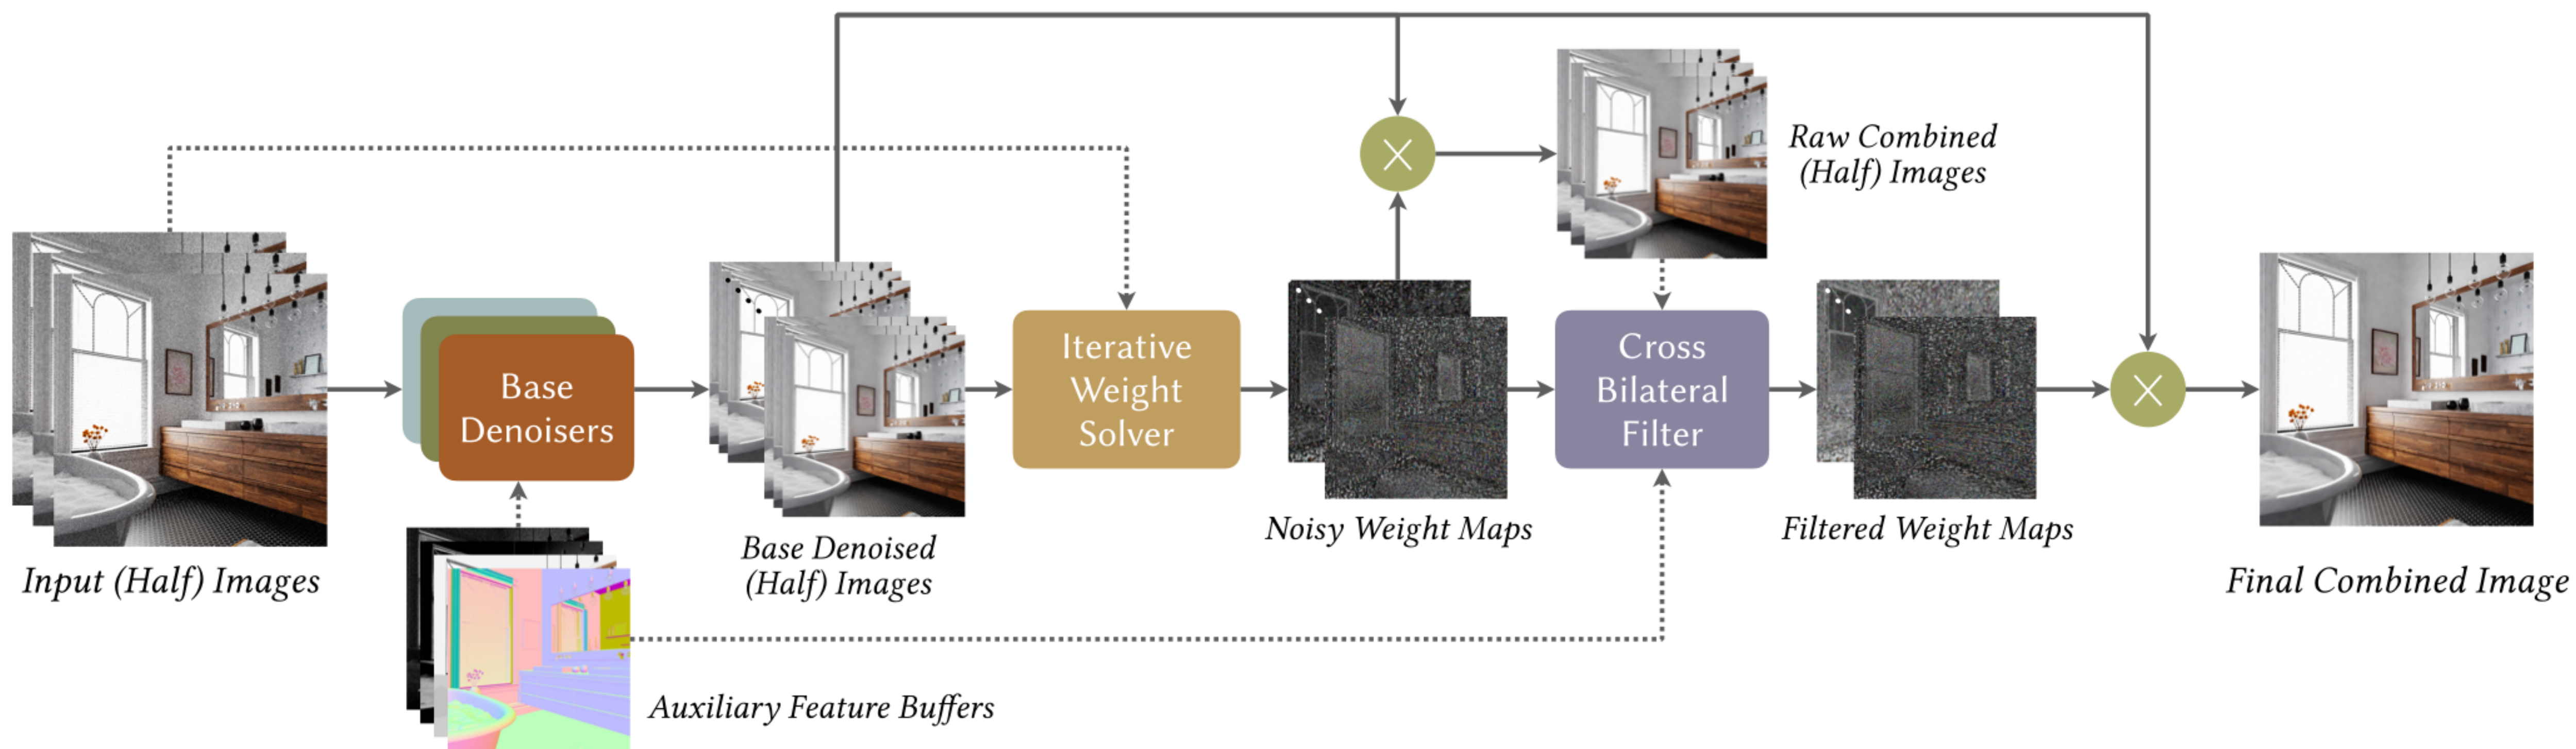 Raw Combined
(Half) Images
Base
Denoisers
Iterative
Weight
Solver
Cross
Bilateral
Filter
Input (Half) Images
Base Denoised
(Half) Images
Noisy Weight Maps
Filtered Weight Maps
Final Combined Image
Auxiliary Feature Buffers